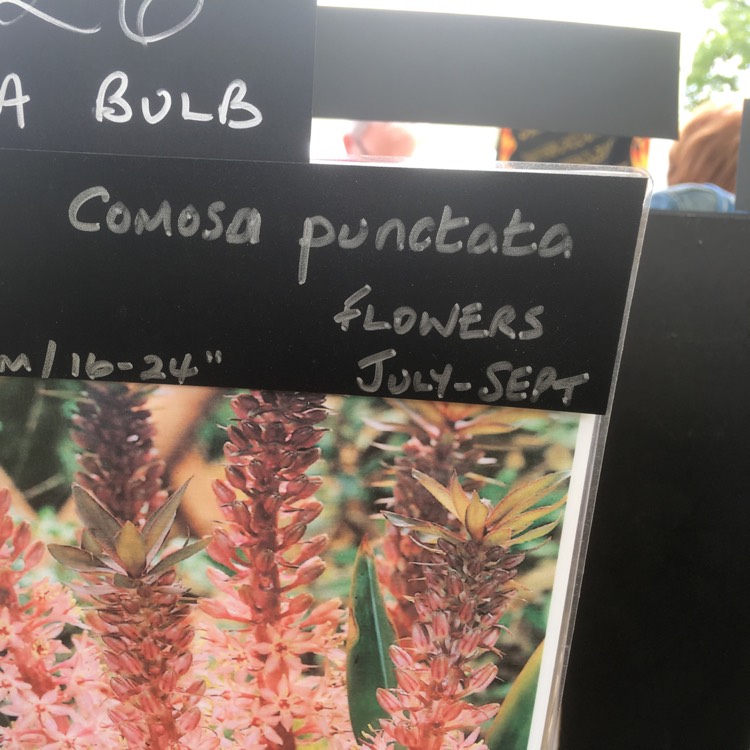 A BULB
Comosa punctata
FLOWERS
M/16-24"
JULY-SEPT